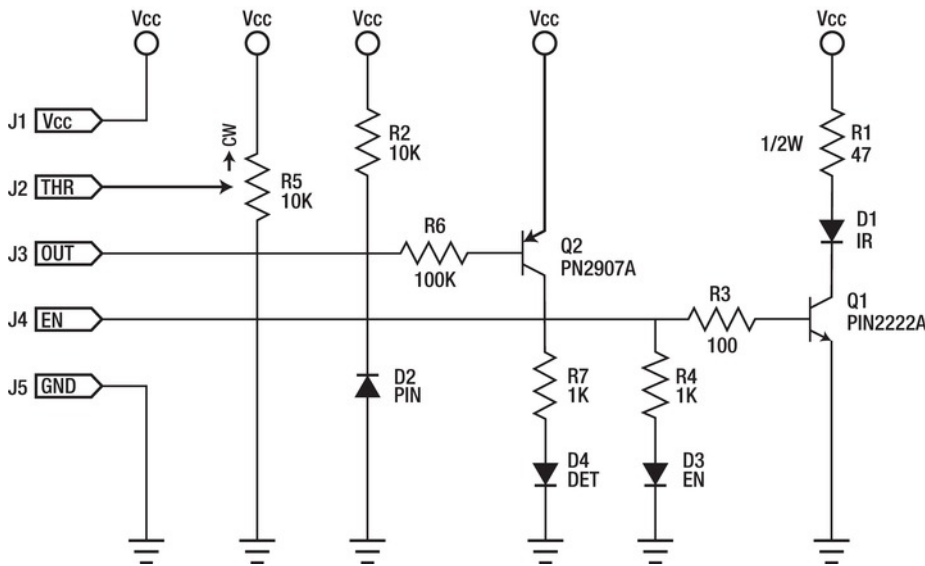 Vcc
Vcc
Vcc
Vcc
Vcc
J1 Vcc
CW
R2
10K
1/2W
R1
47
J2 THR
R5
10K
D1
IR
J3 OUT
R6
100K
Q2
PN2907A
J4 EN
R3
100
Q1
PIN2222A
J5 GND
D2
PIN
R7
1K
R4
1K
D4
DET
D3
EN